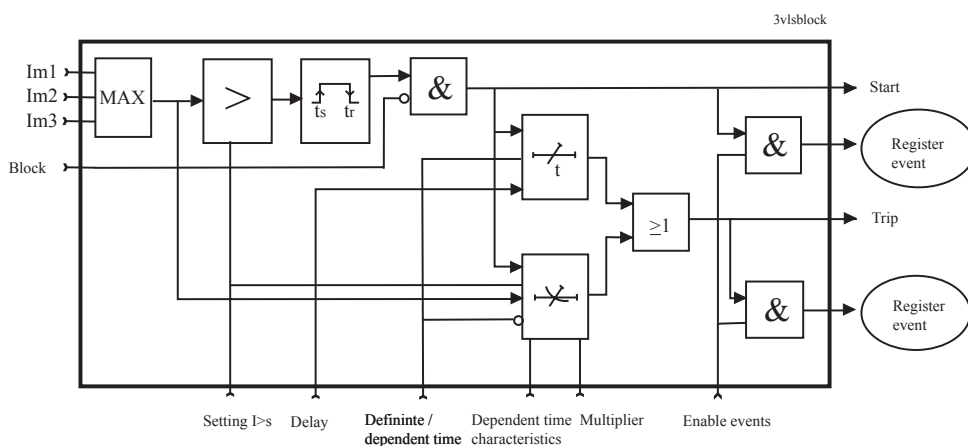 3vlsblock
Im1
Im2
Im3
MAX
>
ts
tr
&
Start
Block
t
&
Register
event
≥1
Trip
&
Register
event
Setting I>s
Delay
Defininte /
dependent time
Dependent time
characteristics
Multiplier
Enable events